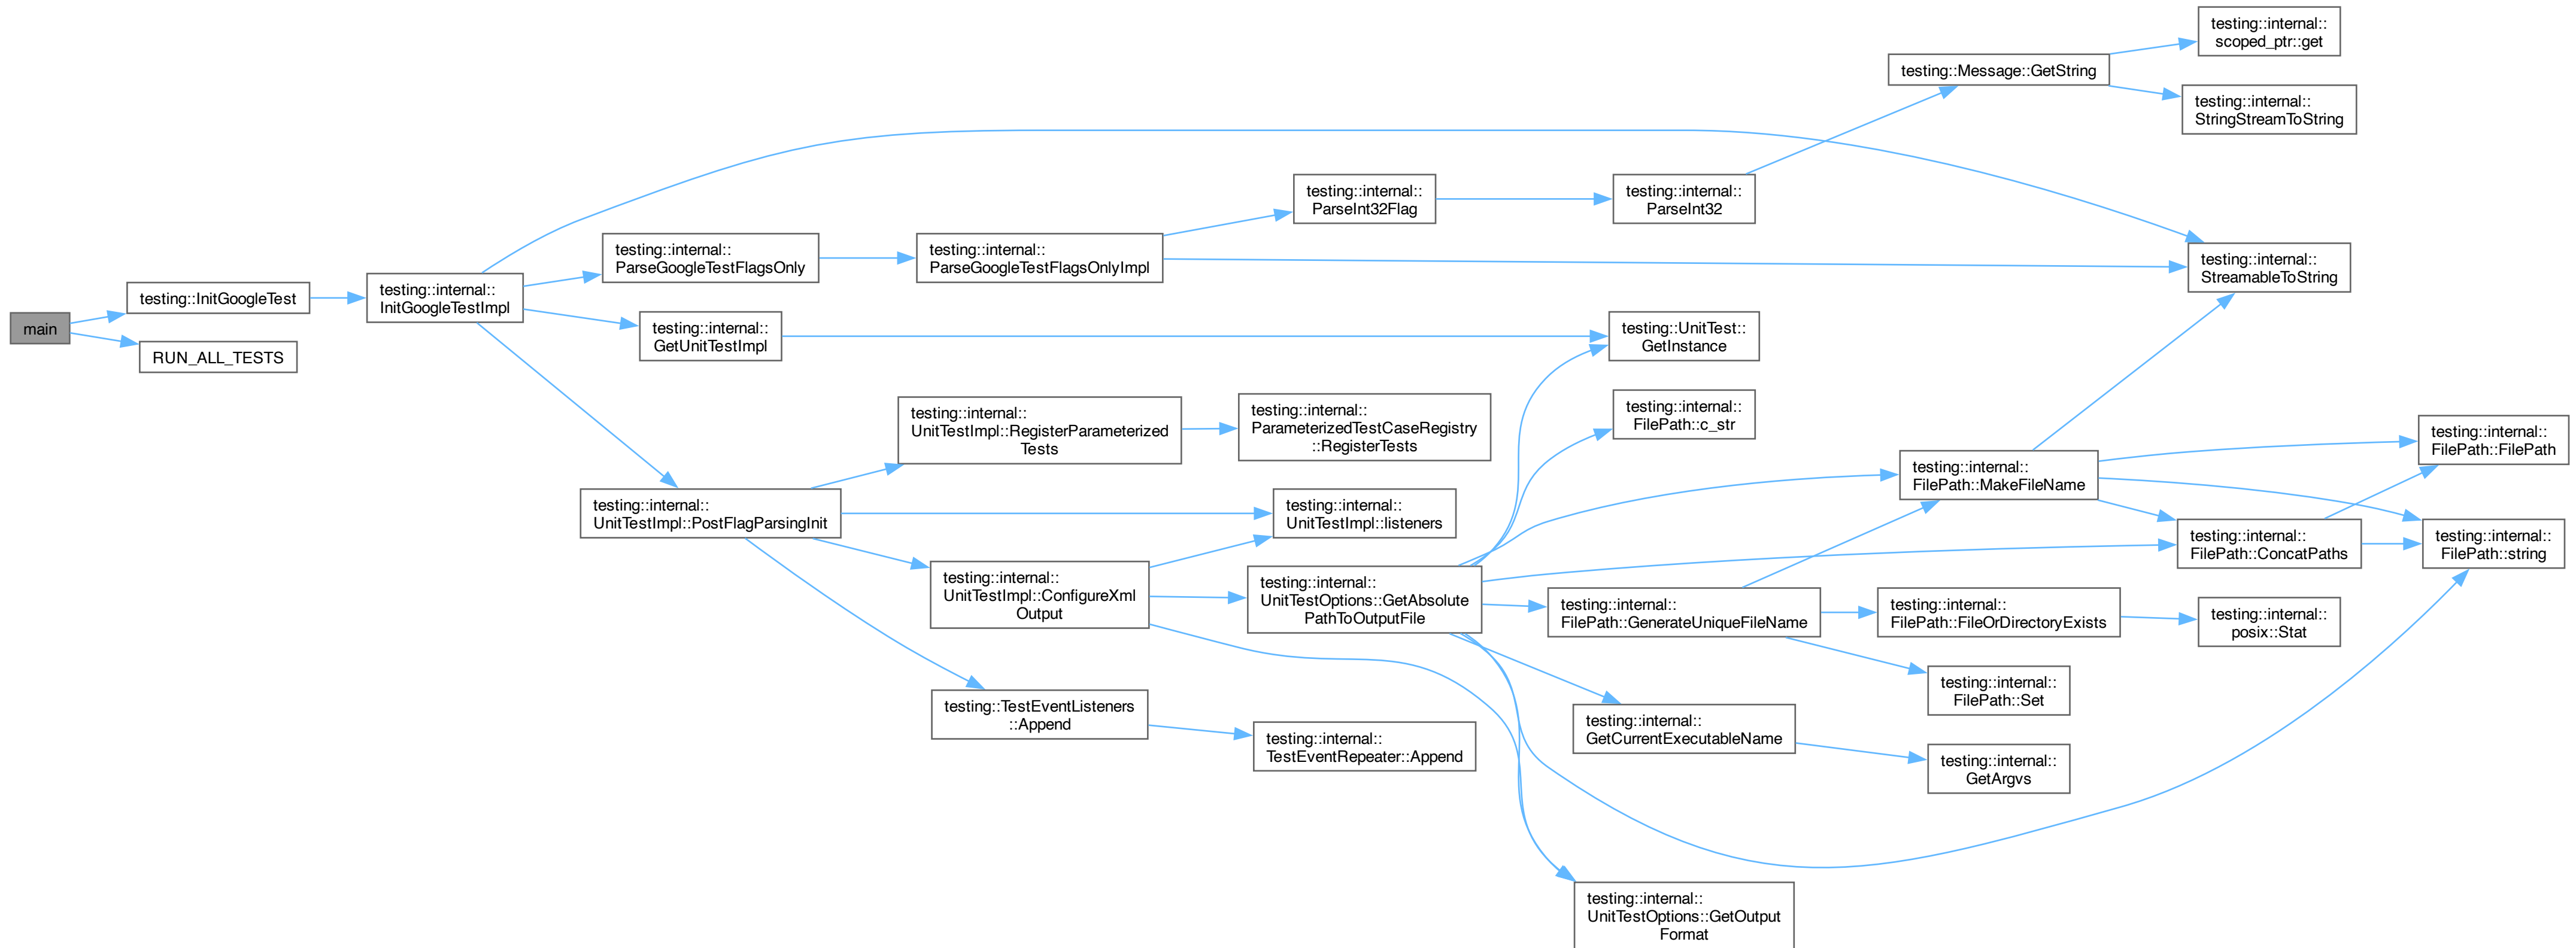 main
testing::InitGoogleTest
RUN_ALL_TESTS
testing::internal::
InitGoogleTestImpl
testing::internal::
ParseGoogleTestFlagsOnly
testing::internal::
GetUnitTestImpl
testing::internal::
UnitTestImpl::PostFlagParsingInit
testing::internal::
ParseGoogleTestFlagsOnlyImpl
testing::internal::
UnitTestImpl::RegisterParameterized
Tests
testing::internal::
UnitTestImpl::ConfigureXml
Output
testing::TestEventListeners
::Append
testing::internal::
ParseInt32Flag
testing::internal::
ParameterizedTestCaseRegistry
::RegisterTests
testing::internal::
UnitTestImpl::listeners
testing::internal::
UnitTestOptions::GetAbsolute
PathToOutputFile
testing::internal::
TestEventRepeater::Append
testing::internal::
ParseInt32
testing::UnitTest::
GetInstance
testing::internal::
FilePath::c_str
testing::internal::
FilePath::GenerateUniqueFileName
testing::internal::
GetCurrentExecutableName
testing::internal::
UnitTestOptions::GetOutput
Format
testing::Message::GetString
testing::internal::
FilePath::MakeFileName
testing::internal::
FilePath::FileOrDirectoryExists
testing::internal::
FilePath::Set
testing::internal::
GetArgvs
testing::internal::
scoped_ptr::get
testing::internal::
StringStreamToString
testing::internal::
StreamableToString
testing::internal::
FilePath::ConcatPaths
testing::internal::
posix::Stat
testing::internal::
FilePath::FilePath
testing::internal::
FilePath::string